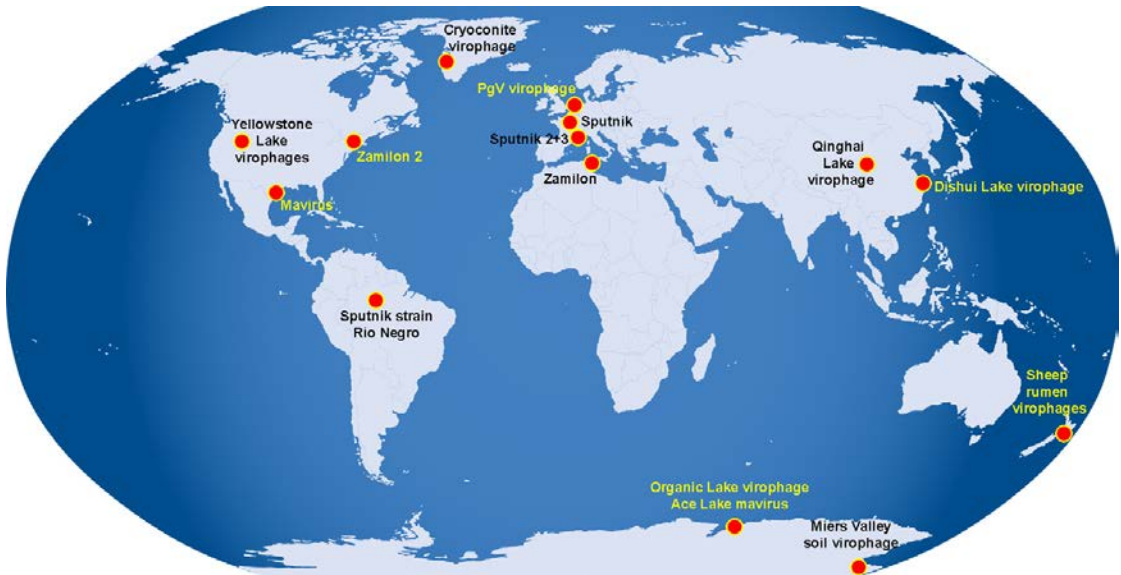 Cryoconite
virophage
PgV virophage
Sputnik
Sputnik 2+3
Zamilon
Yellowstone
Lake
virophages
Zamilon 2
Mavirus
Qinghai
Lake
virophage
Dishui Lake virophage
Sputnik strain
Rio Negro
Sheep
rumen
virophages
Organic Lake virophage
Ace Lake mavirus
Miers Valley
soil virophage